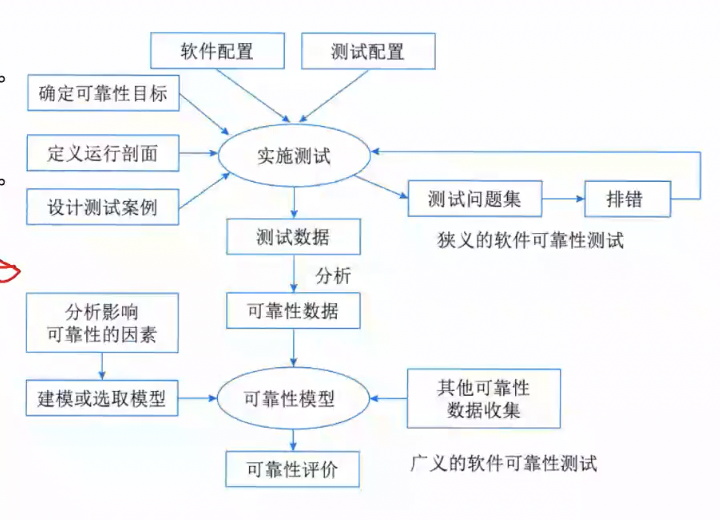 软件配置
测试配置
确定可靠性目标
定义运行剖面
实施测试
设计测试案例
测试问题集
排错
测试数据
狭义的软件可靠性测试
分析
可靠性数据
分析影响
可靠性的因素
建模或选取模型
可靠性模型
其他可靠性
数据收集
可靠性评价
广义的软件可靠性测试